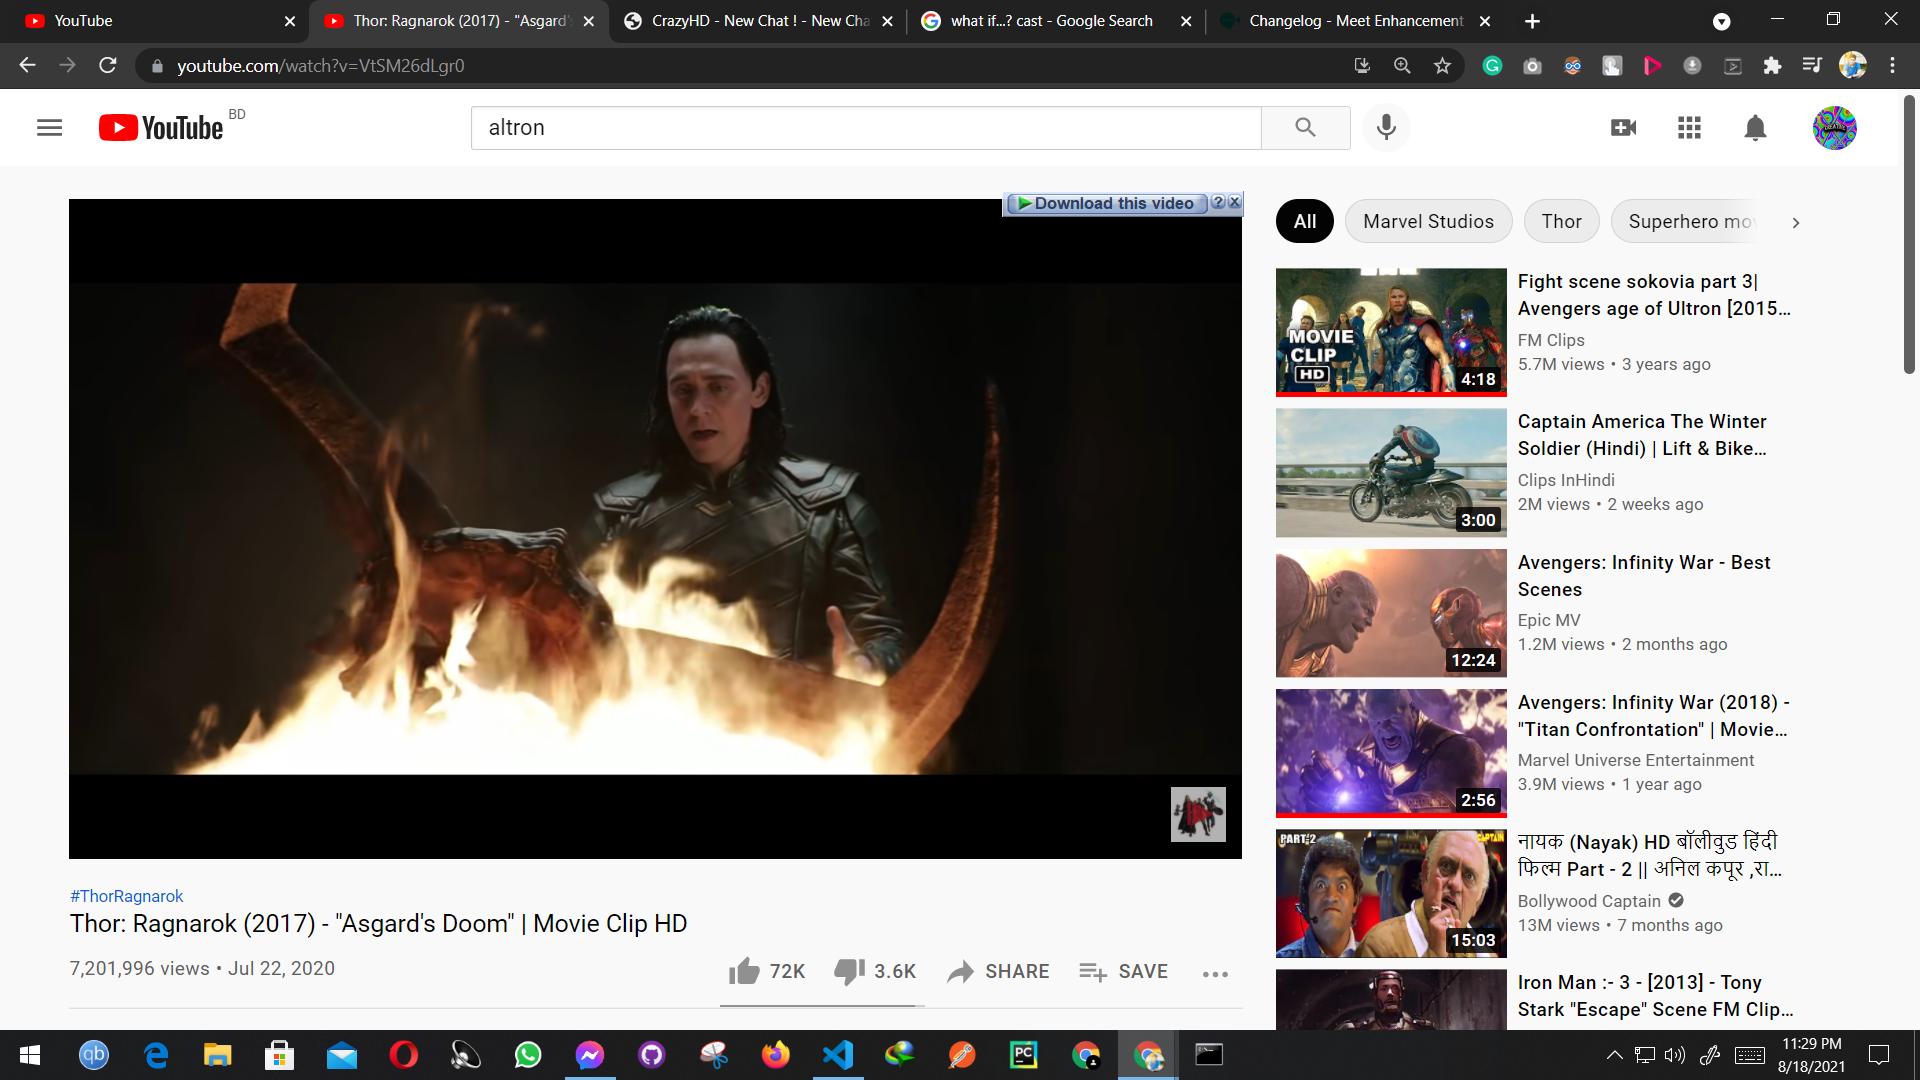 YouTube
Thor: Ragnarok (2017) - "Asgard's
CrazyHD - New Chat ! - New Cha
what if...? cast - Google Search
Changelog - Meet Enhancement
youtube.com/watch?v=VtSM26dLgr0
YouTube BD
altron
Download this video
All
Marvel Studios
Thor
Superhero mov
MOVIE
CLIP
HD
4:18
Fight scene sokovia part 3|
Avengers age of Ultron [2015...
FM Clips
5.7M views • 3 years ago
3:00
Captain America The Winter
Soldier (Hindi) | Lift & Bike...
Clips InHindi
2M views • 2 weeks ago
12:24
Avengers: Infinity War - Best
Scenes
Epic MV
1.2M views • 2 months ago
2:56
Avengers: Infinity War (2018) -
"Titan Confrontation" | Movie...
Marvel Universe Entertainment
3.9M views • 1 year ago
PART:2
CAPTAIN
15:03
नायक (Nayak) HD बॉलीवुड हिंदी
फिल्म Part - 2 || अनिल कपूर ,रा...
Bollywood Captain
13M views • 7 months ago
Iron Man :- 3 - [2013] - Tony
Stark "Escape" Scene FM Clip...
#ThorRagnarok
Thor: Ragnarok (2017) - "Asgard's Doom" | Movie Clip HD
7,201,996 views • Jul 22, 2020
72K
3.6K
SHARE
SAVE
qb
PC
11:29 PM
8/18/2021